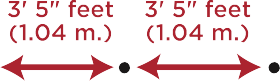 3' 5" feet 3' 5" feet
(1.04 m.) (1.04 m.)